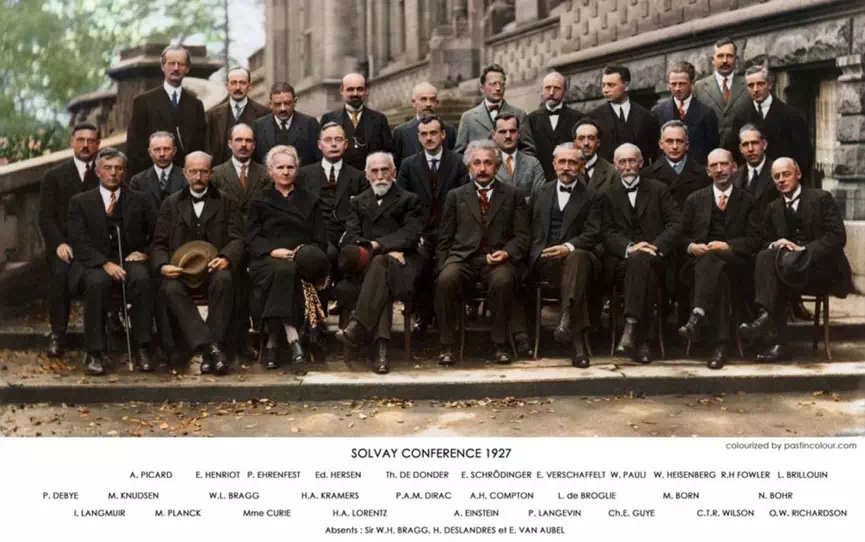 colourized by pastincolour.com
SOLVAY CONFERENCE 1927
A. PICARD E. HENRIOT P. EHRENFEST Ed. HERSEN Th. DE DONDER E. SCHRÖDINGER E. VERSCHAFFELT W. PAULI W. HEISENBERG R.H FOWLER L. BRILLOUIN
P. DEBYE M. KNUDSEN W.L. BRAGG H.A. KRAMERS P.A.M. DIRAC A.H. COMPTON L. de BROGLIE M. BORN N. BOHR
I. LANGMUIR M. PLANCK Mme CURIE H.A. LORENTZ A. EINSTEIN P. LANGEVIN Ch.E. GUYE C.T.R. WILSON O.W. RICHARDSON
Absents : Sir W.H. BRAGG, H. DESLANDRES et E. VAN AUBEL